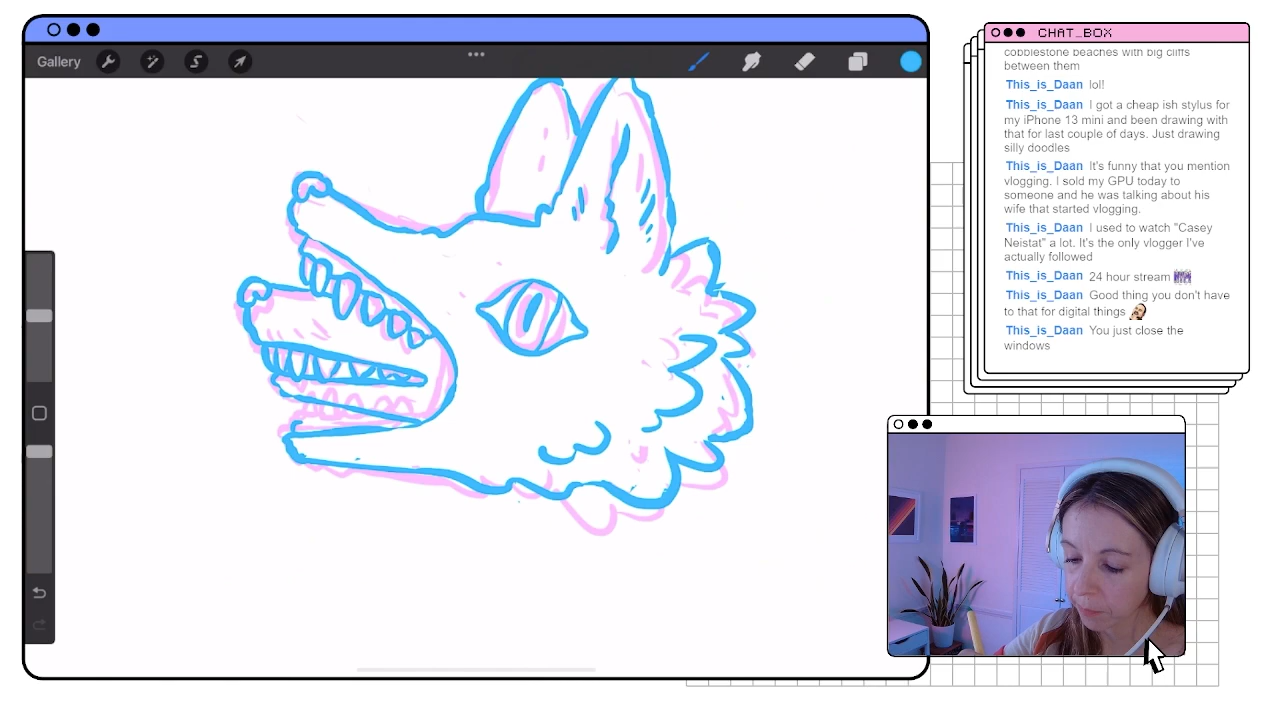 Gallery
CHAT_BOX
cobblestone beaches with big cliffs
between them
This_is_Daan lol!
This_is_Daan I got a cheap ish stylus for
my iPhone 13 mini and been drawing with
that for last couple of days. Just drawing
silly doodles
This_is_Daan It's funny that you mention
vlogging. I sold my GPU today to
someone and he was talking about his
wife that started vlogging.
This_is_Daan I used to watch "Casey
Neistat" a lot. It's the only vlogger I've
actually followed
This_is_Daan 24 hour stream
This_is_Daan Good thing you don't have
to that for digital things
This_is_Daan You just close the
windows